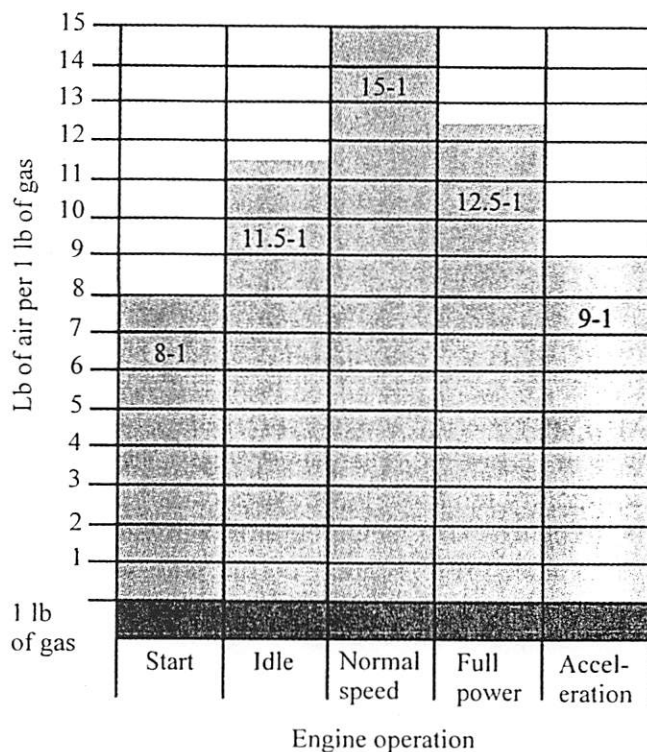 15
14
13
12
11
10
9
8
7
6
5
4
3
2
1
Lb of air per 1 lb of gas
8-1
11.5-1
15-1
12.5-1
9-1
1 lb
of gas
Start
Idle
Normal
speed
Full
power
Accel-
eration
Engine operation